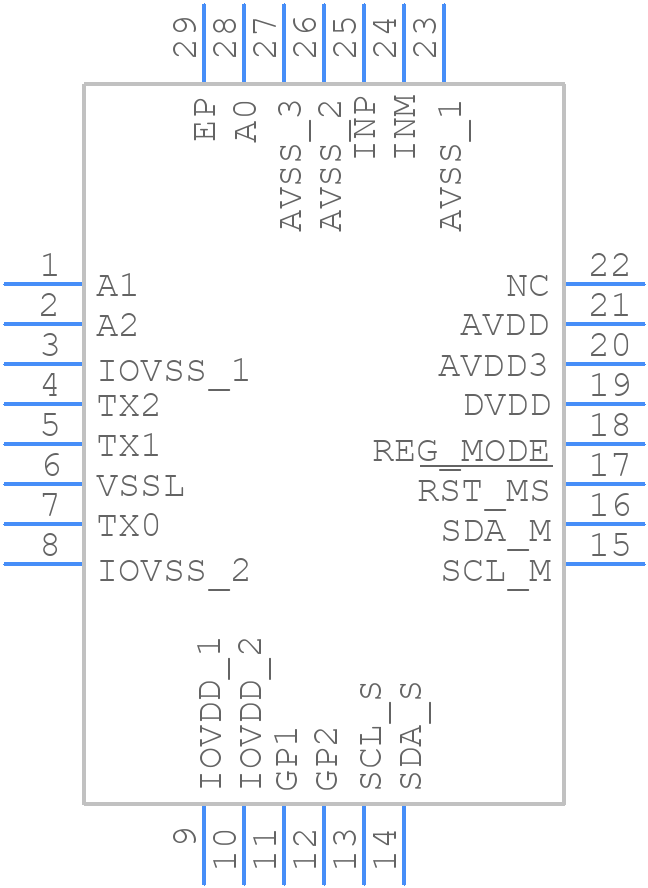 29 28 27 26 25 24 23
EP A0 AVSS_3 AVSS_2 INP INM AVSS_1
1 A1
2 A2
3 IOVSS_1
4 TX2
5 TX1
6 VSSL
7 TX0
8 IOVSS_2
NC 22
AVDD 21
AVDD3 20
DVDD 19
REG_MODE 18
RST_MS 17
SDA_M 16
SCL_M 15
IOVDD_1 IOVDD_2 GP1 GP2 SCL_S SDA_S
9 10 11 12 13 14